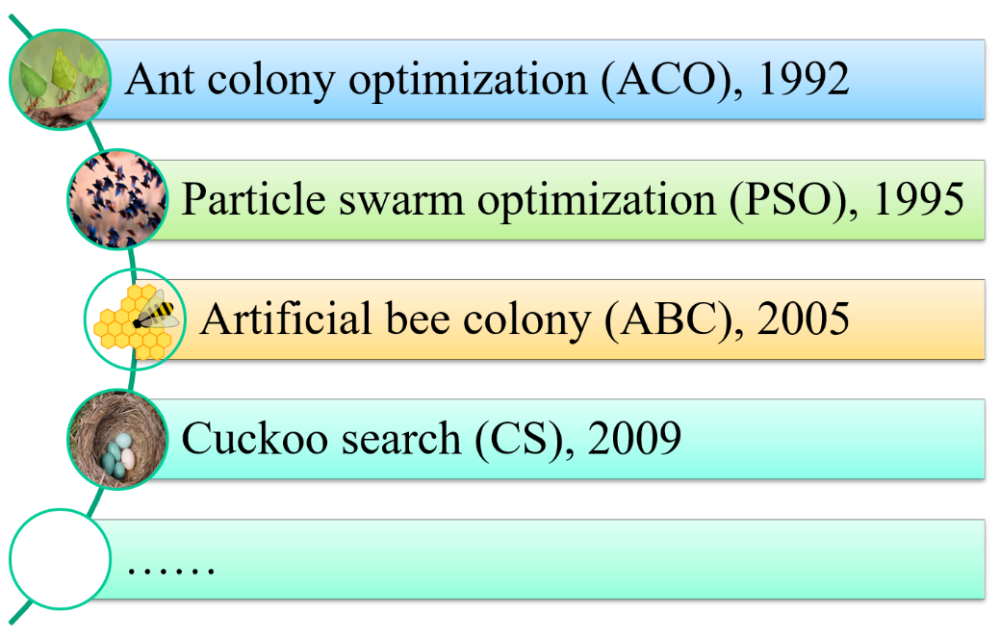 Ant colony optimization (ACO), 1992
Particle swarm optimization (PSO), 1995
Artificial bee colony (ABC), 2005
Cuckoo search (CS), 2009
……